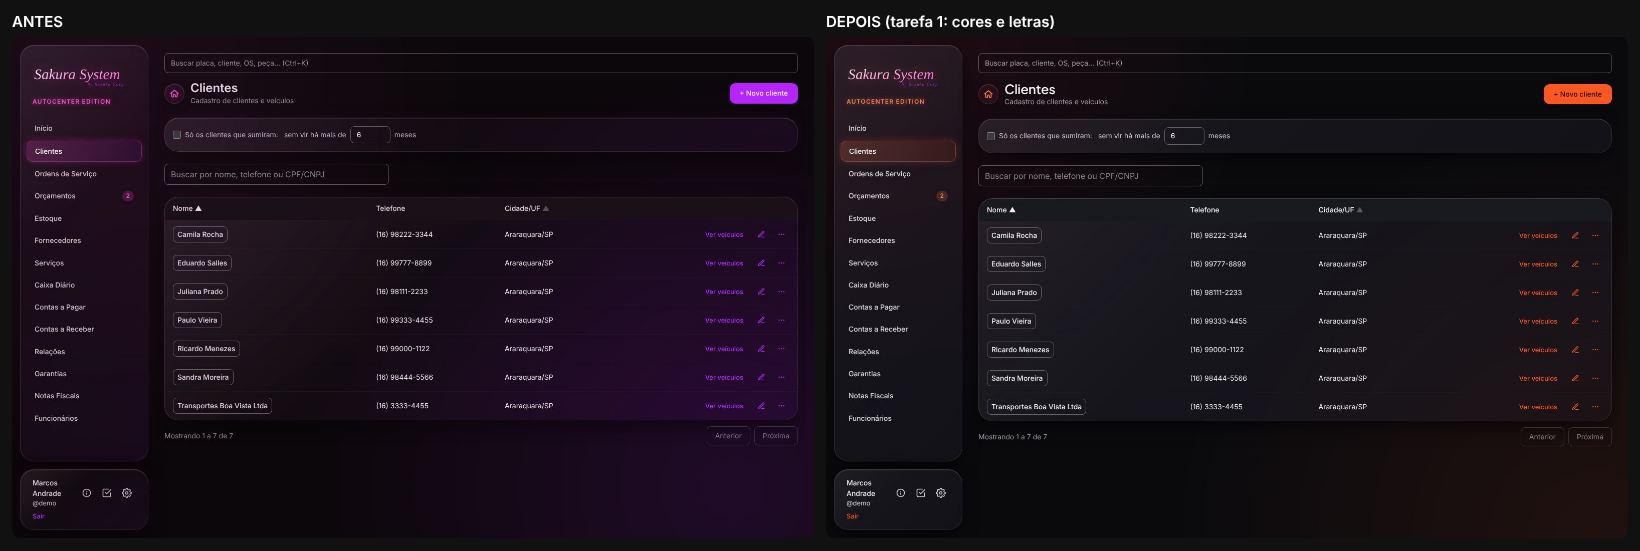 ANTES
Sakura System
AUTOCENTER EDITION
Início
Clientes
Ordens de Serviço
Orçamentos 2
Estoque
Fornecedores
Serviços
Caixa Diário
Contas a Pagar
Contas a Receber
Relações
Garantias
Notas Fiscais
Funcionários
Marcos
Andrade
@demo
Sair
Buscar placa, cliente, OS, peça... (Ctrl+K)
Clientes
Cadastro de clientes e veículos
+ Novo cliente
Só os clientes que sumiram: sem vir há mais de 6 meses
Buscar por nome, telefone ou CPF/CNPJ
Nome ▲ Telefone Cidade/UF ▲
Camila Rocha (16) 98222-3344 Araraquara/SP Ver veículos ...
Eduardo Salles (16) 99777-8899 Araraquara/SP Ver veículos ...
Juliana Prado (16) 98111-2233 Araraquara/SP Ver veículos ...
Paulo Vieira (16) 99333-4455 Araraquara/SP Ver veículos ...
Ricardo Menezes (16) 99000-1122 Araraquara/SP Ver veículos ...
Sandra Moreira (16) 98444-5566 Araraquara/SP Ver veículos ...
Transportes Boa Vista Ltda (16) 3333-4455 Araraquara/SP Ver veículos ...
Mostrando 1 a 7 de 7 Anterior Próxima
DEPOIS (tarefa 1: cores e letras)
Sakura System
AUTOCENTER EDITION
Início
Clientes
Ordens de Serviço
Orçamentos 2
Estoque
Fornecedores
Serviços
Caixa Diário
Contas a Pagar
Contas a Receber
Relações
Garantias
Notas Fiscais
Funcionários
Marcos
Andrade
@demo
Sair
Buscar placa, cliente, OS, peça... (Ctrl+K)
Clientes
Cadastro de clientes e veículos
+ Novo cliente
Só os clientes que sumiram: sem vir há mais de 6 meses
Buscar por nome, telefone ou CPF/CNPJ
Nome ▲ Telefone Cidade/UF ▲
Camila Rocha (16) 98222-3344 Araraquara/SP Ver veículos ...
Eduardo Salles (16) 99777-8899 Araraquara/SP Ver veículos ...
Juliana Prado (16) 98111-2233 Araraquara/SP Ver veículos ...
Paulo Vieira (16) 99333-4455 Araraquara/SP Ver veículos ...
Ricardo Menezes (16) 99000-1122 Araraquara/SP Ver veículos ...
Sandra Moreira (16) 98444-5566 Araraquara/SP Ver veículos ...
Transportes Boa Vista Ltda (16) 3333-4455 Araraquara/SP Ver veículos ...
Mostrando 1 a 7 de 7 Anterior Próxima